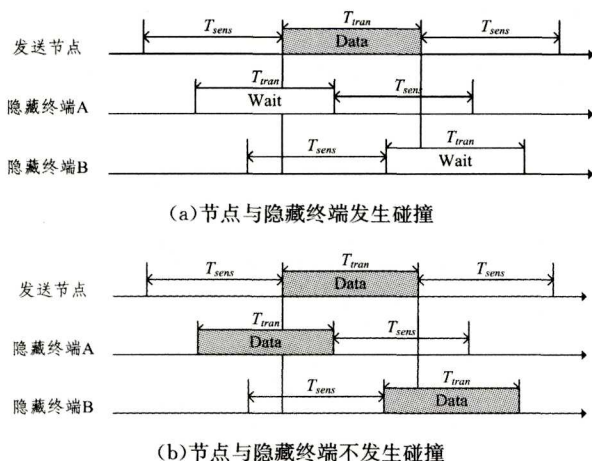 T_sens T_tran T_sens
发送节点 Data
T_tran T_sens
隐藏终端A Wait
T_sens T_tran
隐藏终端B Wait
(a)节点与隐藏终端发生碰撞
T_sens T_tran T_sens
发送节点 Data
T_tran T_sens
隐藏终端A Data
T_sens T_tran
隐藏终端B Data
(b)节点与隐藏终端不发生碰撞